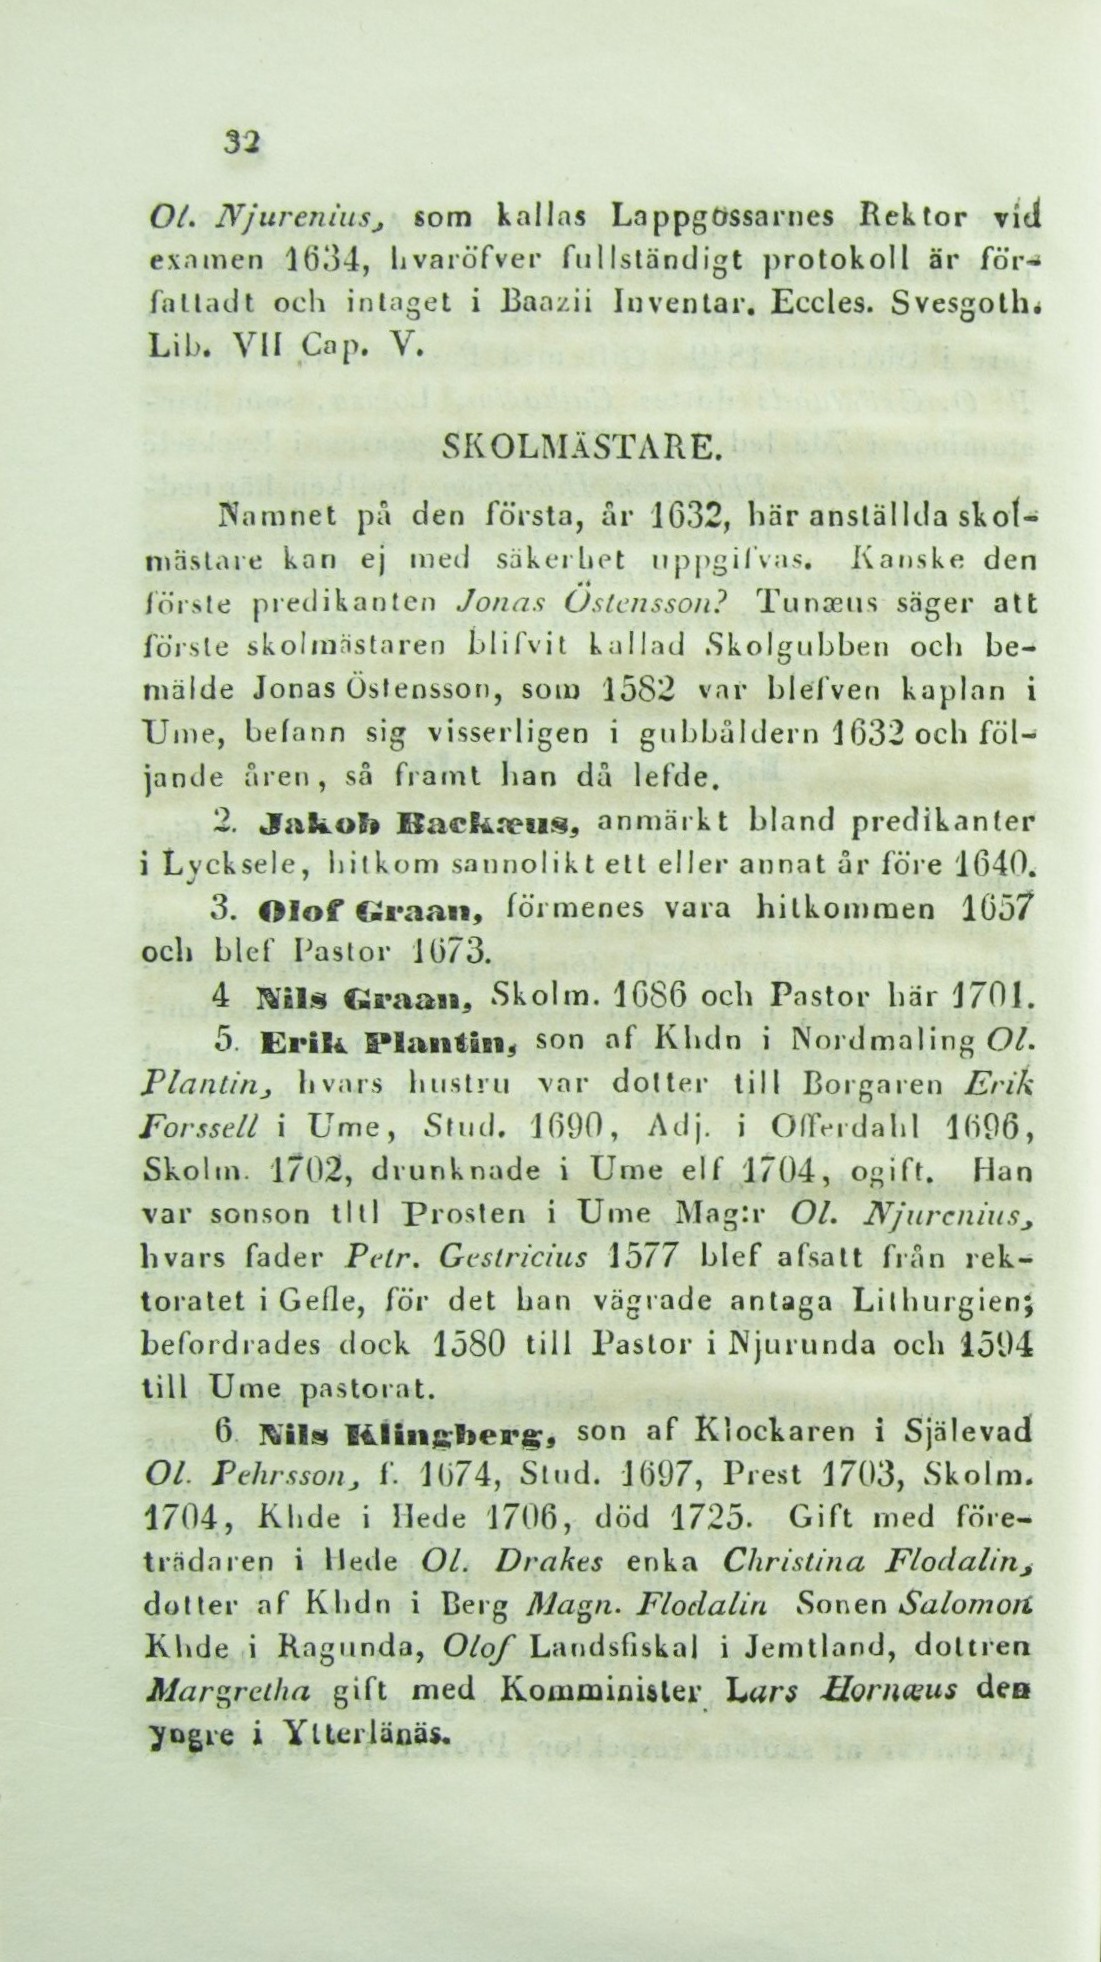 32
Ol. Njurenius, som kallas Lappgossarnes Rektor vid
examen 1634, hvaröfver fullständigt protokoll är för-
fattadt och intaget i Baazii Inventar. Eccles. Svesgoth.
Lib. VII Cap. V.
SKOLMÄSTARE.
Namnet på den första, år 1632, här anställda skol-
mästare kan ej med säkerhet uppgifvas. Kanske den
förste predikanten Jonas Östensson? Tunæus säger att
förste skolmästaren blifvit kallad Skolgubben och be-
mälde Jonas Östensson, som 1582 var blefven kaplan i
Ume, befann sig visserligen i gubbåldern 1632 och föl-
jande åren, så framt han då lefde.
2. Jakob Backæus, anmärkt bland predikanter
i Lycksele, hitkom sannolikt ett eller annat år före 1640.
3. Olof Graan, förmenes vara hitkommen 1657
och blef Pastor 1673.
4 Nils Graan, Skolm. 1686 och Pastor här 1701.
5. Erik Plantin, son af Khdn i Nordmaling Ol.
Plantin, hvars hustru var dotter till Borgaren Erik
Forssell i Ume, Stud. 1690, Adj. i Offerdahl 1696,
Skolm. 1702, drunknade i Ume elf 1704, ogift. Han
var sonson tltl Prosten i Ume Mag:r Ol. Njurenius,
hvars fader Petr. Gestricius 1577 blef afsatt från rek-
toratet i Gefle, för det han vägrade antaga Lithurgien;
befordrades dock 1580 till Pastor i Njurunda och 1594
till Ume pastorat.
6. Nils Klingberg, son af Klockaren i Själevad
Ol. Pehrsson, f. 1674, Stud. 1697, Prest 1703, Skolm.
1704, Khde i Hede 1706, död 1725. Gift med före-
trädaren i Hede Ol. Drakes enka Christina Flodalin,
dotter af Khdn i Berg Magn. Flodalin Sonen Salomon
Khde i Ragunda, Olof Landsfiskal i Jemtland, dottren
Margretha gift med Komminister Lars Hornæus den
yngre i Ytterlänäs.